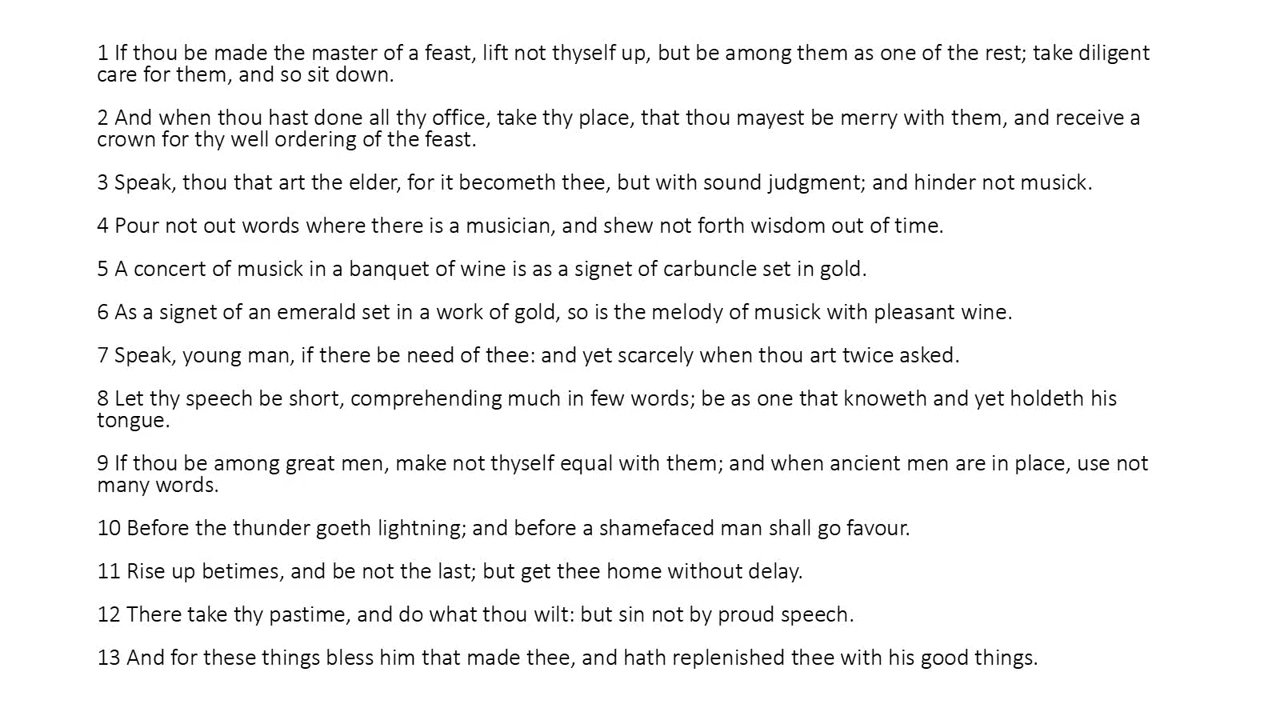 1 If thou be made the master of a feast, lift not thyself up, but be among them as one of the rest; take diligent
care for them, and so sit down.
2 And when thou hast done all thy office, take thy place, that thou mayest be merry with them, and receive a
crown for thy well ordering of the feast.
3 Speak, thou that art the elder, for it becometh thee, but with sound judgment; and hinder not musick.
4 Pour not out words where there is a musician, and shew not forth wisdom out of time.
5 A concert of musick in a banquet of wine is as a signet of carbuncle set in gold.
6 As a signet of an emerald set in a work of gold, so is the melody of musick with pleasant wine.
7 Speak, young man, if there be need of thee: and yet scarcely when thou art twice asked.
8 Let thy speech be short, comprehending much in few words; be as one that knoweth and yet holdeth his
tongue.
9 If thou be among great men, make not thyself equal with them; and when ancient men are in place, use not
many words.
10 Before the thunder goeth lightning; and before a shamefaced man shall go favour.
11 Rise up betimes, and be not the last; but get thee home without delay.
12 There take thy pastime, and do what thou wilt: but sin not by proud speech.
13 And for these things bless him that made thee, and hath replenished thee with his good things.